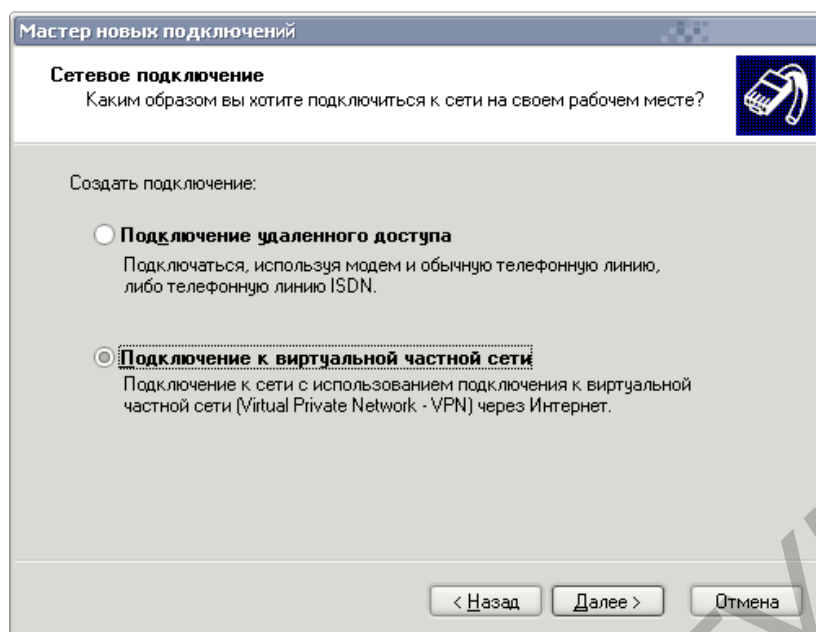 Мастер новых подключений
Сетевое подключение
Каким образом вы хотите подключиться к сети на своем рабочем месте?
Создать подключение:
Подключение удаленного доступа
Подключаться, используя модем и обычную телефонную линию,
либо телефонную линию ISDN.
Подключение к виртуальной частной сети
Подключение к сети с использованием подключения к виртуальной
частной сети (Virtual Private Network - VPN) через Интернет.
< Назад Далее > Отмена